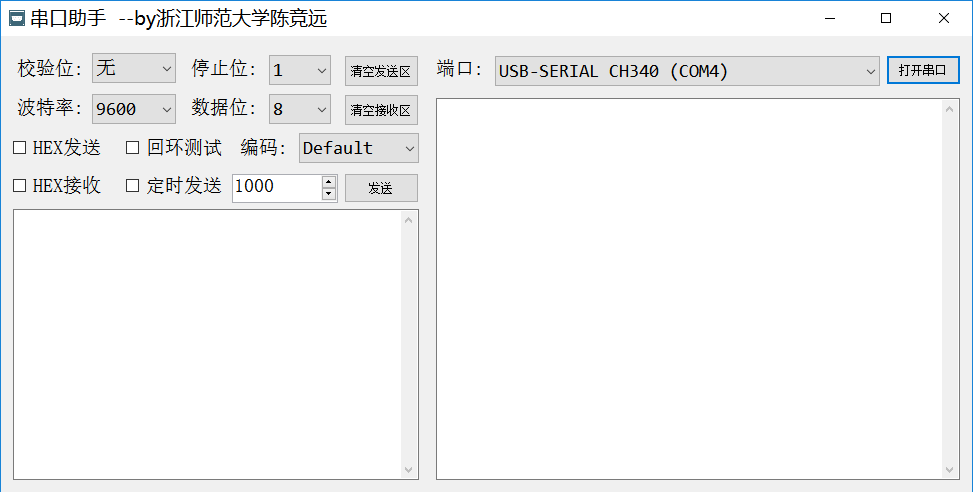 串口助手 --by浙江师范大学陈竞远
校验位: 无 停止位: 1 清空发送区 端口: USB-SERIAL CH340 (COM4) 打开串口
波特率: 9600 数据位: 8 清空接收区
HEX发送 回环测试 编码: Default
HEX接收 定时发送 1000 发送